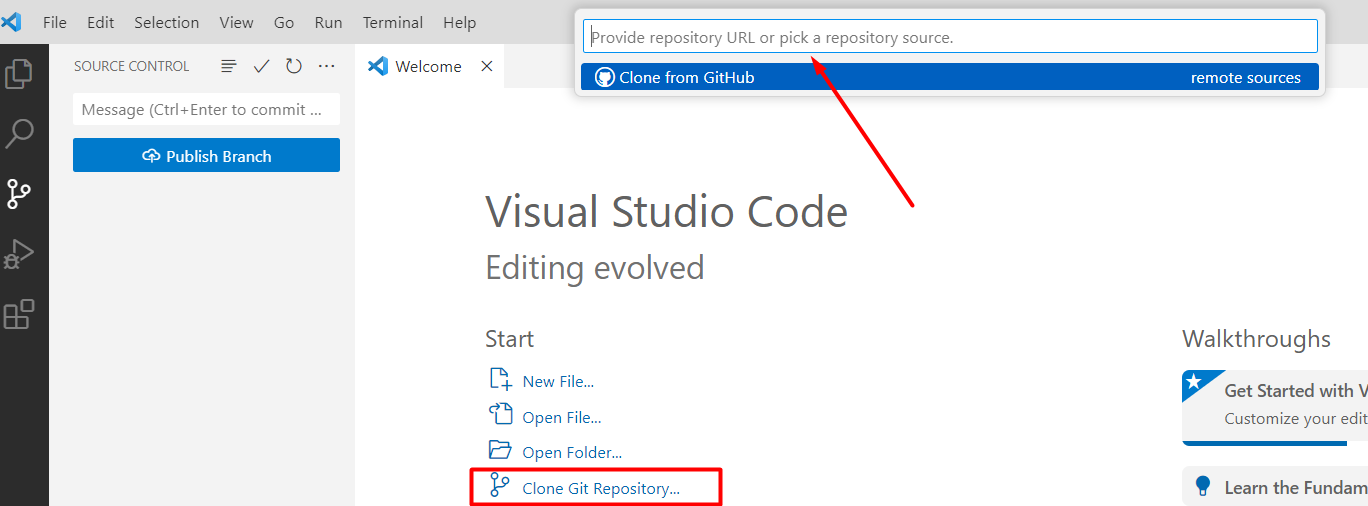 File Edit Selection View Go Run Terminal Help
Provide repository URL or pick a repository source.
Clone from GitHub remote sources
SOURCE CONTROL
Welcome
Message (Ctrl+Enter to commit ...
Publish Branch
Visual Studio Code
Editing evolved
Start
New File...
Open File...
Open Folder...
Clone Git Repository...
Walkthroughs
Get Started with V
Customize your edit
Learn the Fundam